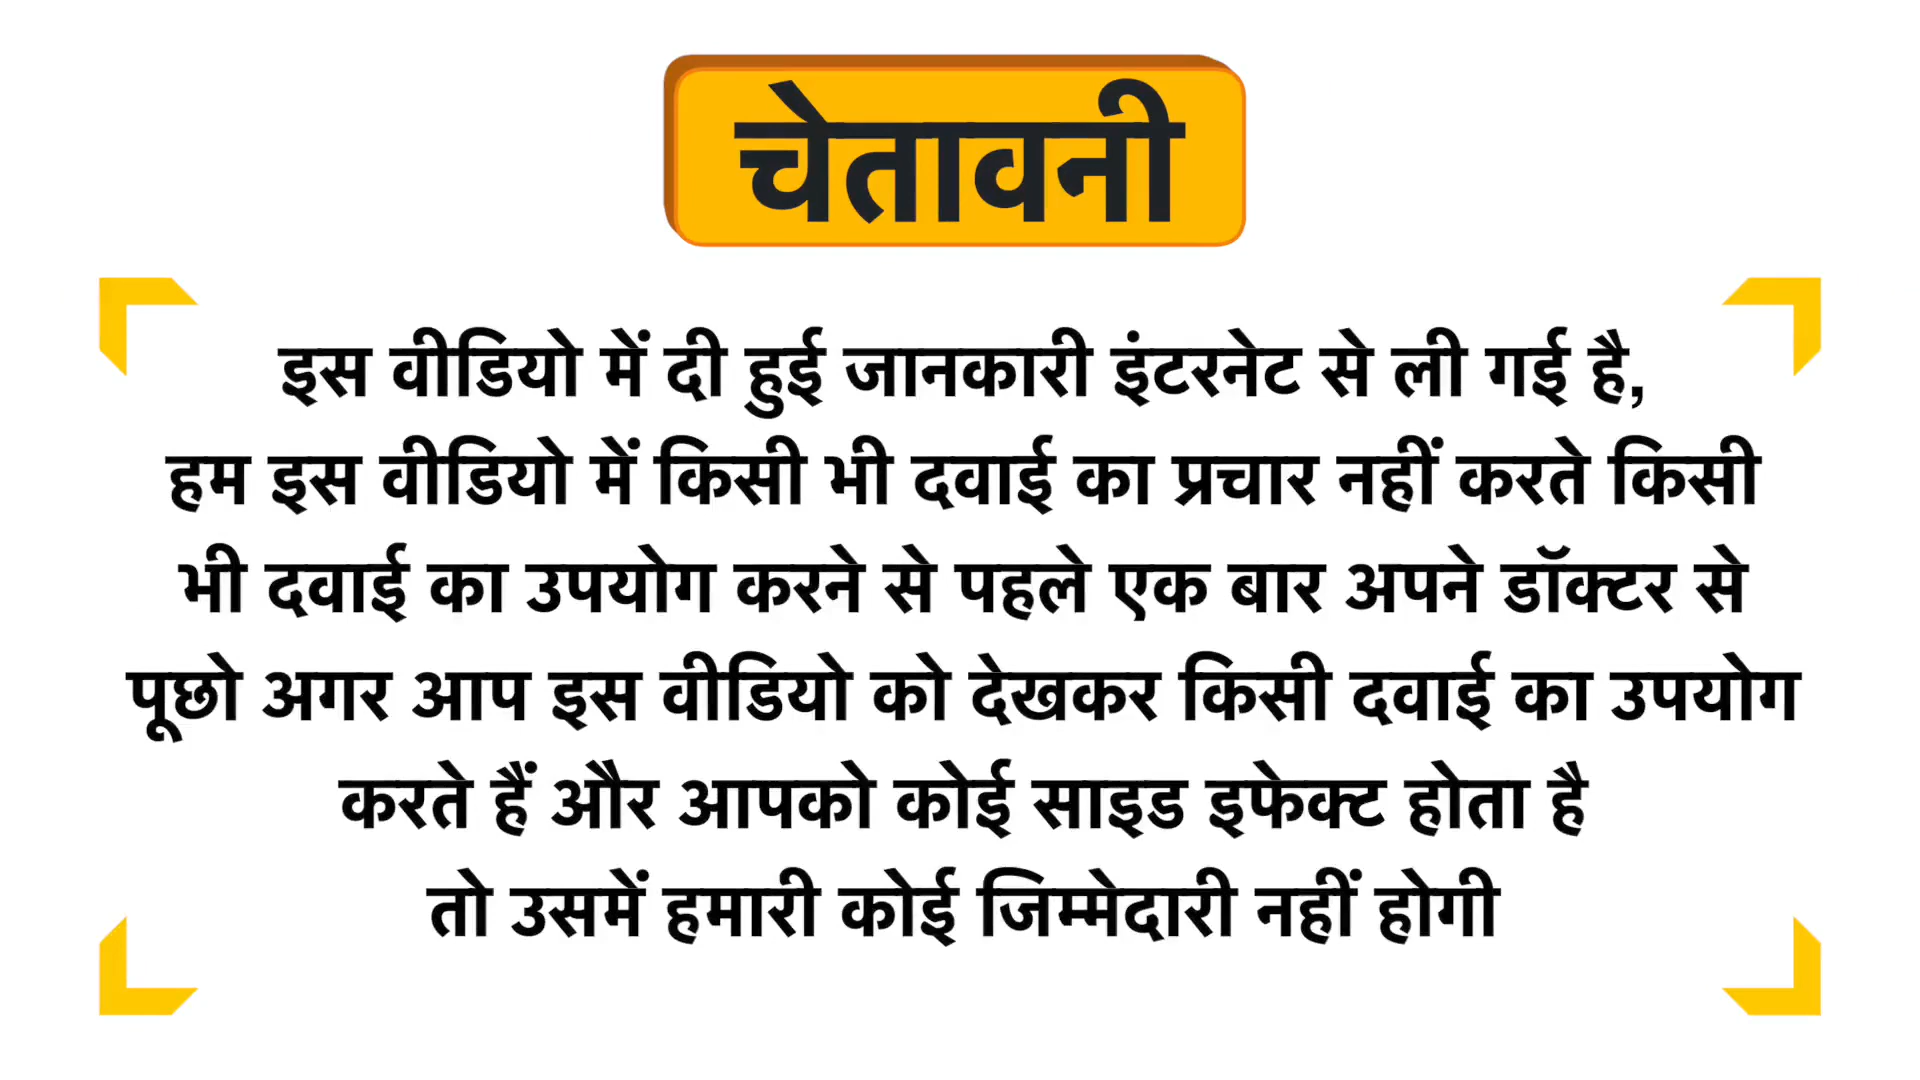 चेतावनी
इस वीडियो में दी हुई जानकारी इंटरनेट से ली गई है,
हम इस वीडियो में किसी भी दवाई का प्रचार नहीं करते किसी
भी दवाई का उपयोग करने से पहले एक बार अपने डॉक्टर से
पूछो अगर आप इस वीडियो को देखकर किसी दवाई का उपयोग
करते हैं और आपको कोई साइड इफेक्ट होता है
तो उसमें हमारी कोई जिम्मेदारी नहीं होगी